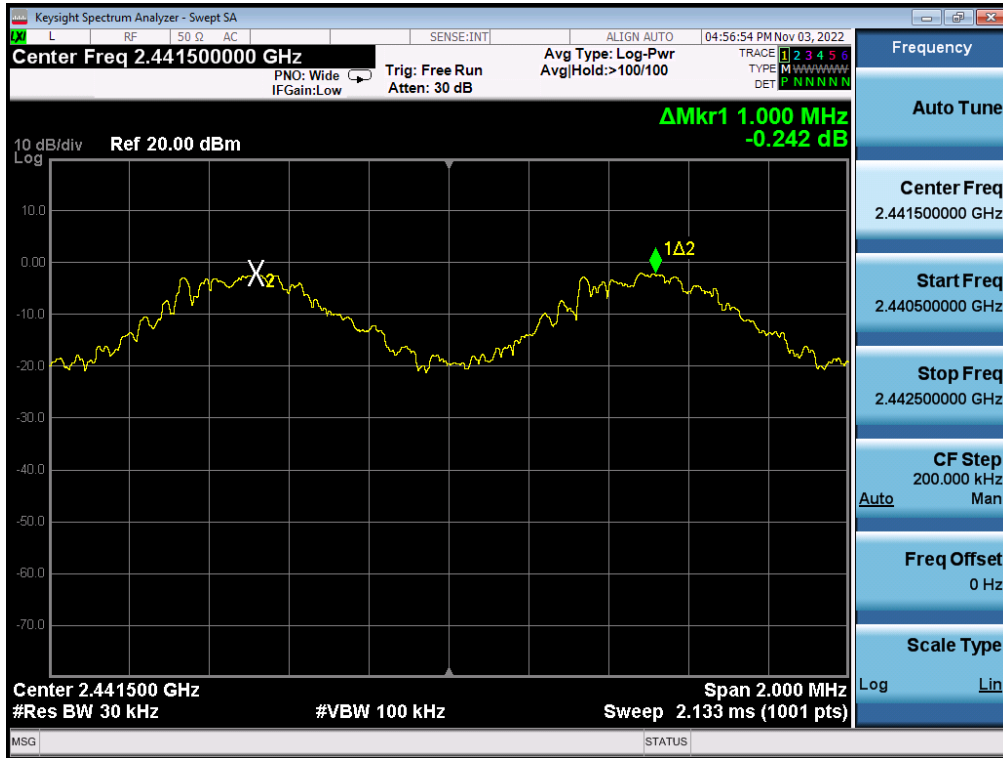 Keysight Spectrum Analyzer - Swept SA
LXI L RF 50 Ω AC SENSE:INT ALIGN AUTO 04:56:54 PM Nov 03, 2022
Center Freq 2.441500000 GHz
PNO: Wide
IFGain:Low
Trig: Free Run
Atten: 30 dB
Avg Type: Log-Pwr
Avg|Hold:>100/100
TRACE 1 2 3 4 5 6
TYPE M WWWWW
DET P N N N N N
ΔMkr1 1.000 MHz
-0.242 dB
10 dB/div Ref 20.00 dBm
Log
10.0
0.00
-10.0
-20.0
-30.0
-40.0
-50.0
-60.0
-70.0
X2
1Δ2
Center 2.441500 GHz Span 2.000 MHz
#Res BW 30 kHz #VBW 100 kHz Sweep 2.133 ms (1001 pts)
MSG STATUS
Frequency
Auto Tune
Center Freq
2.441500000 GHz
Start Freq
2.440500000 GHz
Stop Freq
2.442500000 GHz
CF Step
200.000 kHz
Auto Man
Freq Offset
0 Hz
Scale Type
Log Lin